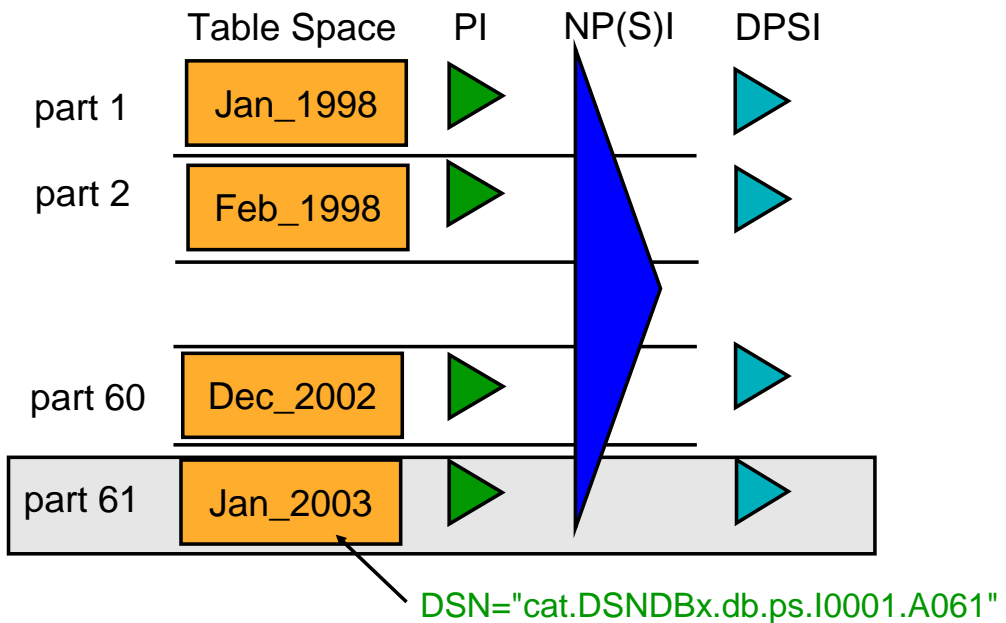 Table Space PI NP(S)I DPSI
part 1 Jan_1998
part 2 Feb_1998
part 60 Dec_2002
part 61 Jan_2003
DSN="cat.DSNDBx.db.ps.I0001.A061"